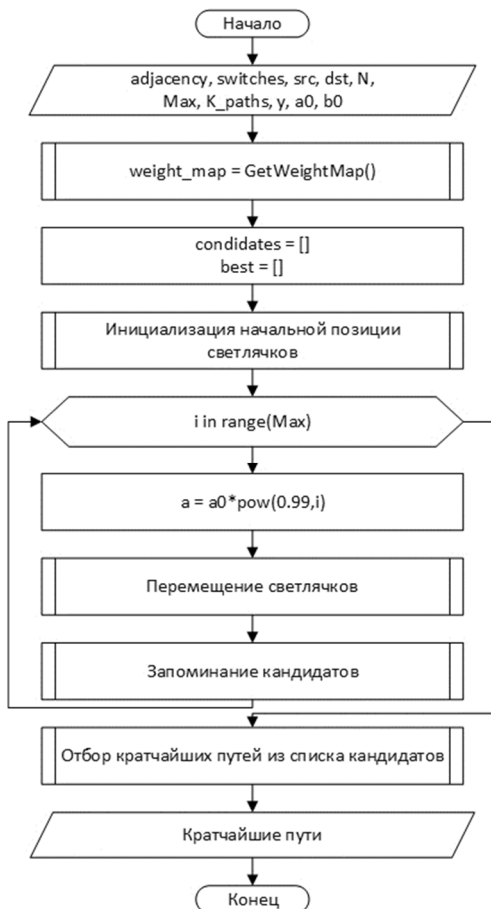 Начало
adjacency, switches, src, dst, N,
Max, K_paths, y, a0, b0
weight_map = GetWeightMap()
condidates = []
best = []
Инициализация начальной позиции
светлячков
i in range(Max)
a = a0*pow(0.99,i)
Перемещение светлячков
Запоминание кандидатов
Отбор кратчайших путей из списка кандидатов
Кратчайшие пути
Конец